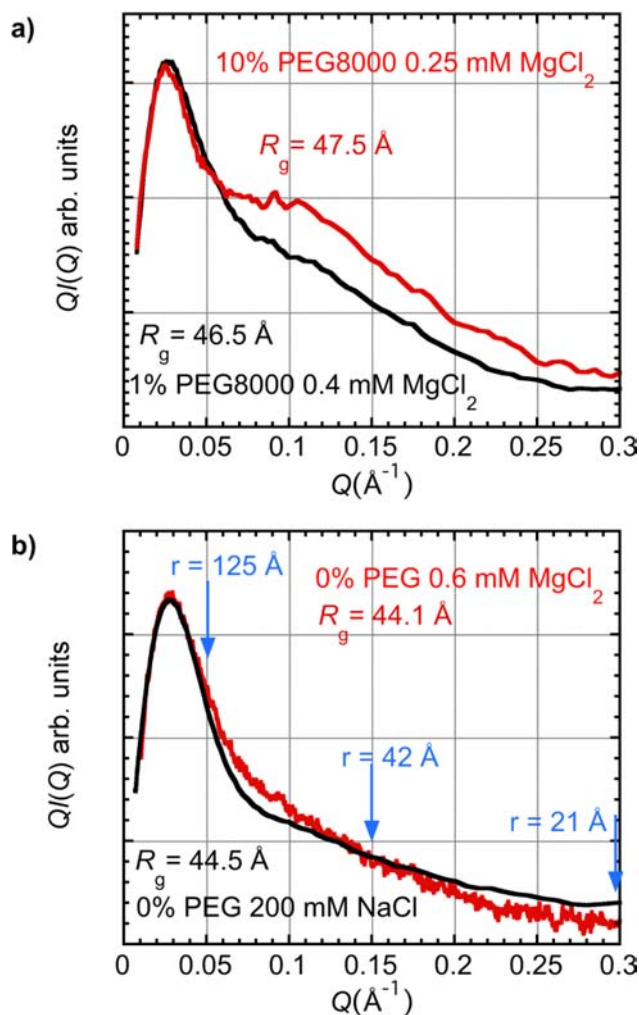 a)
10% PEG8000 0.25 mM MgCl2
Rg = 47.5 Å
Rg = 46.5 Å
1% PEG8000 0.4 mM MgCl2
QI(Q) arb. units
0 0.05 0.1 0.15 0.2 0.25 0.3
Q(Å-1)
b)
r = 125 Å
0% PEG 0.6 mM MgCl2
Rg = 44.1 Å
r = 42 Å
r = 21 Å
Rg = 44.5 Å
0% PEG 200 mM NaCl
QI(Q) arb. units
0 0.05 0.1 0.15 0.2 0.25 0.3
Q(Å-1)